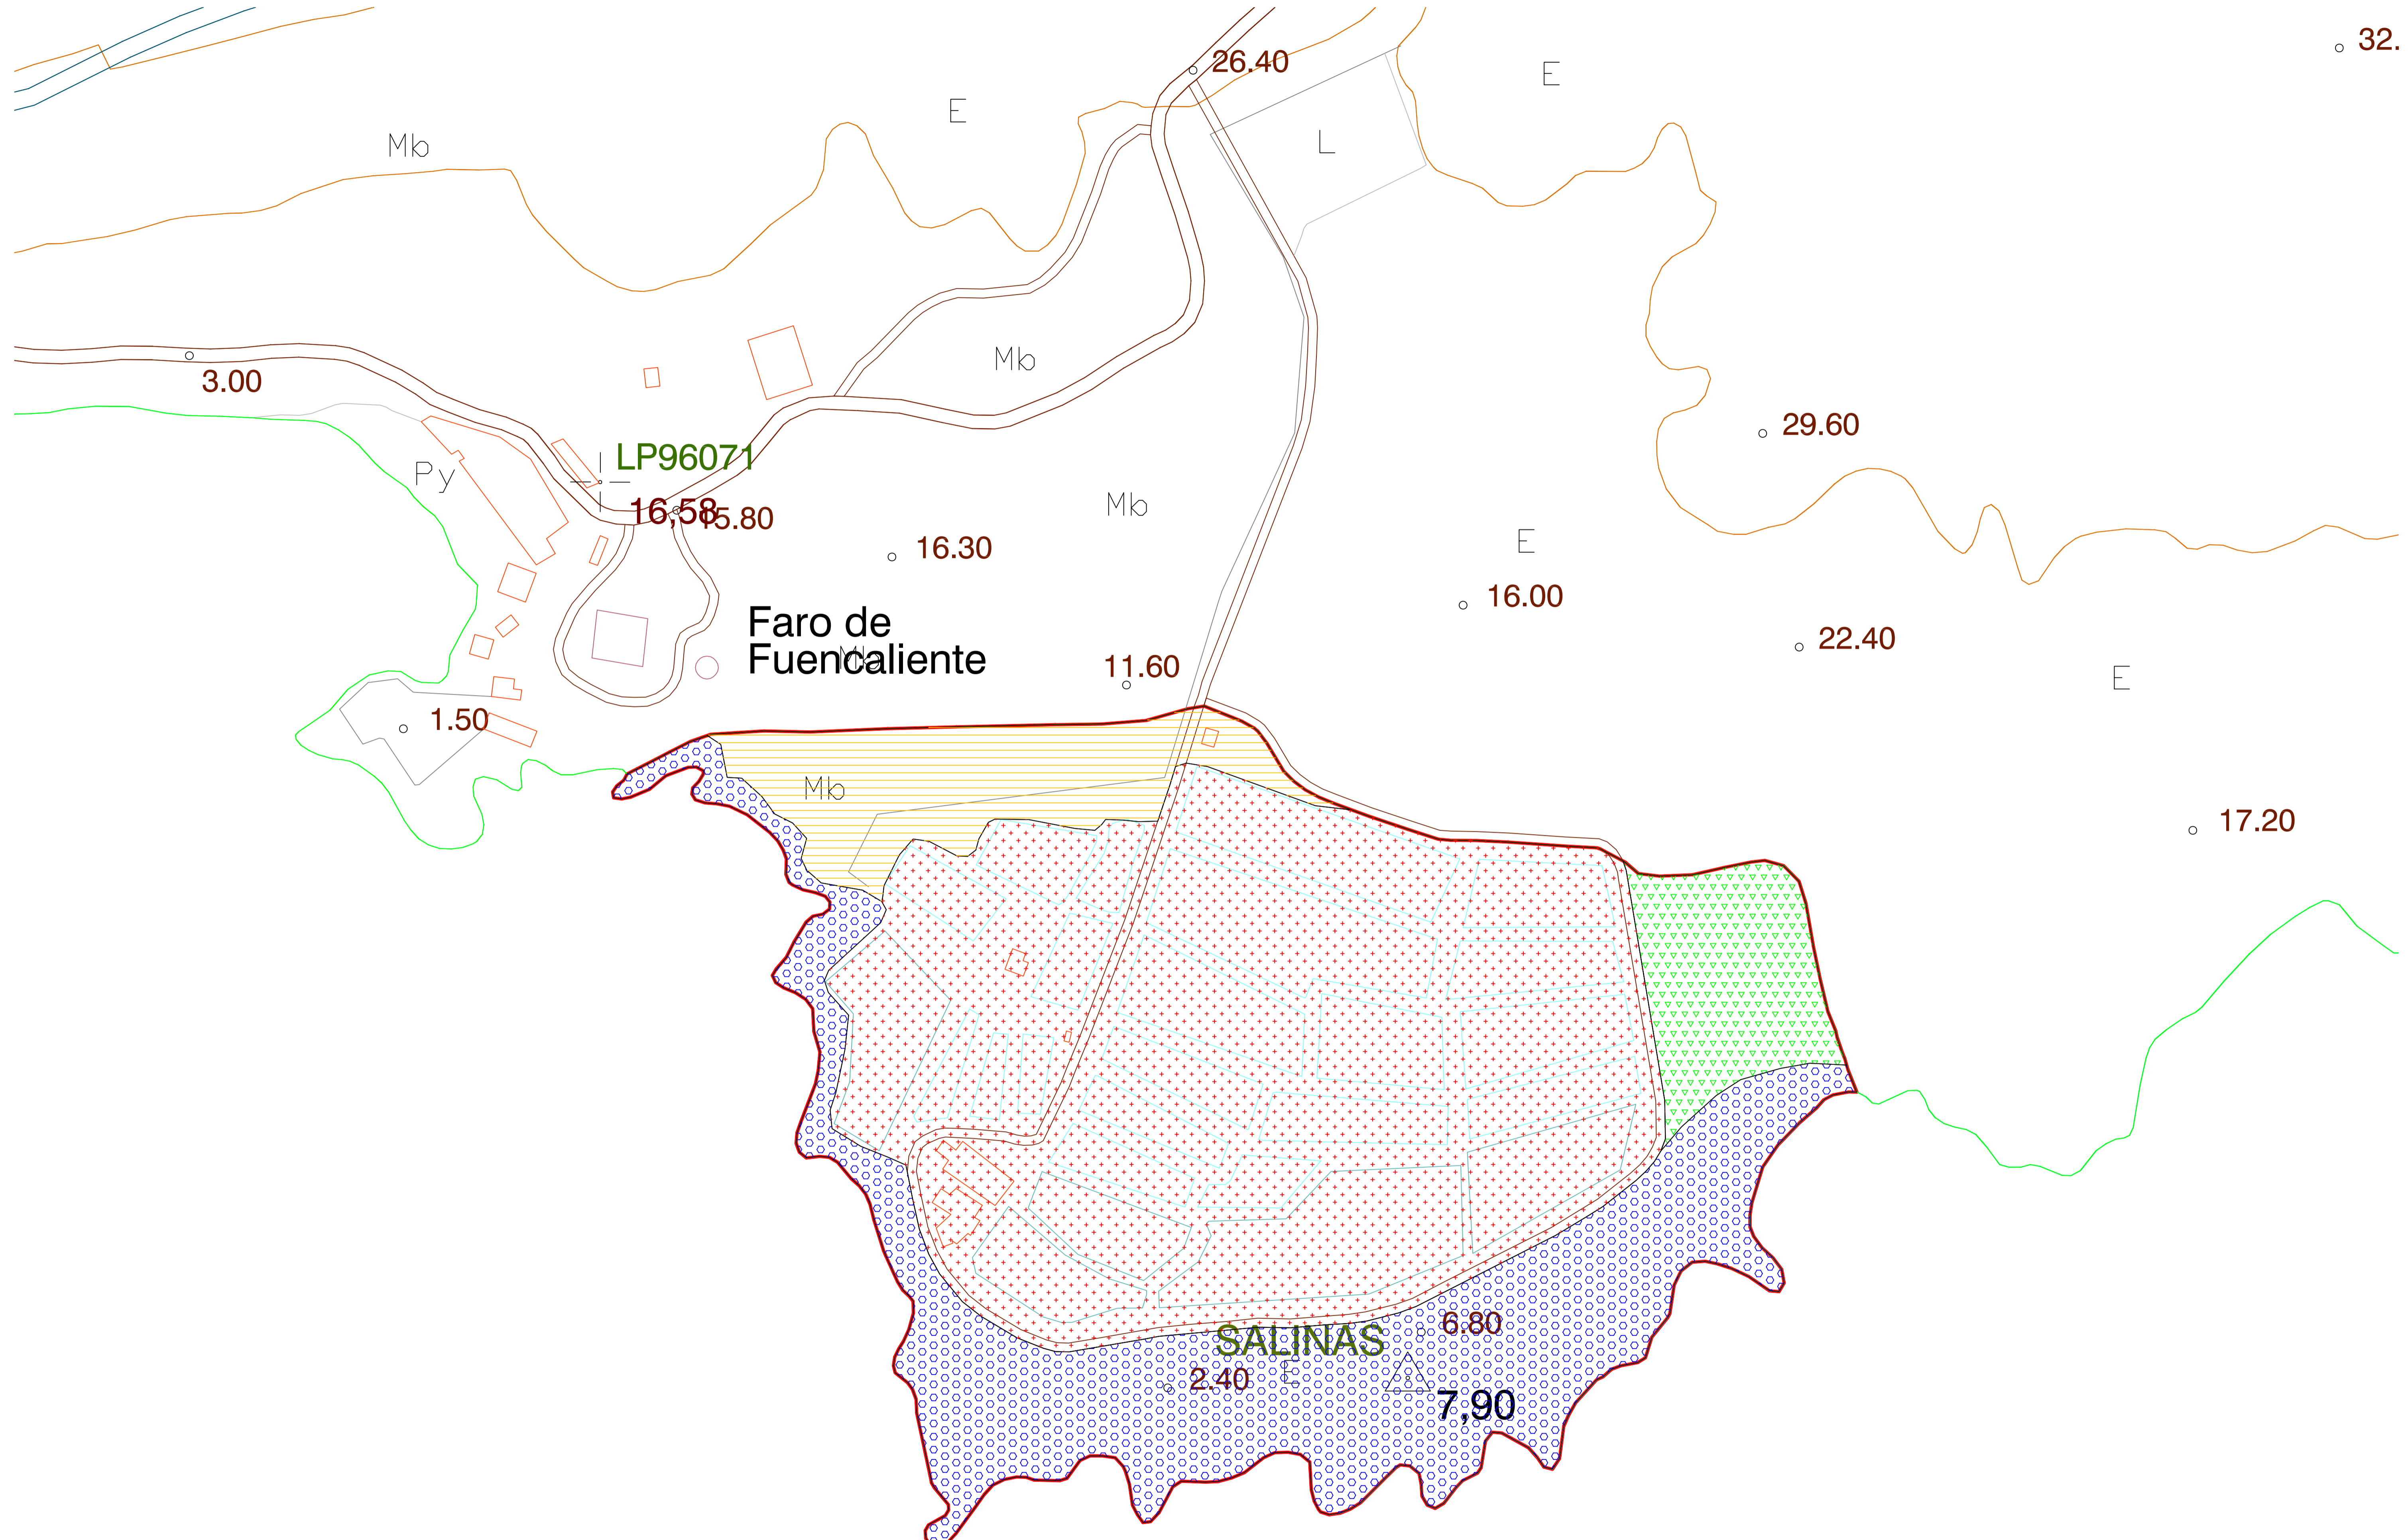 32.
26.40
E
E
Mb
L
Mb
3.00
29.60
LP96071
Py
Mb
16,58
15.80
16.30
E
16.00
Faro de
Fuencaliente
Mb
22.40
11.60
E
1.50
Mb
17.20
SALINAS
6.80
2.40
E
7,90